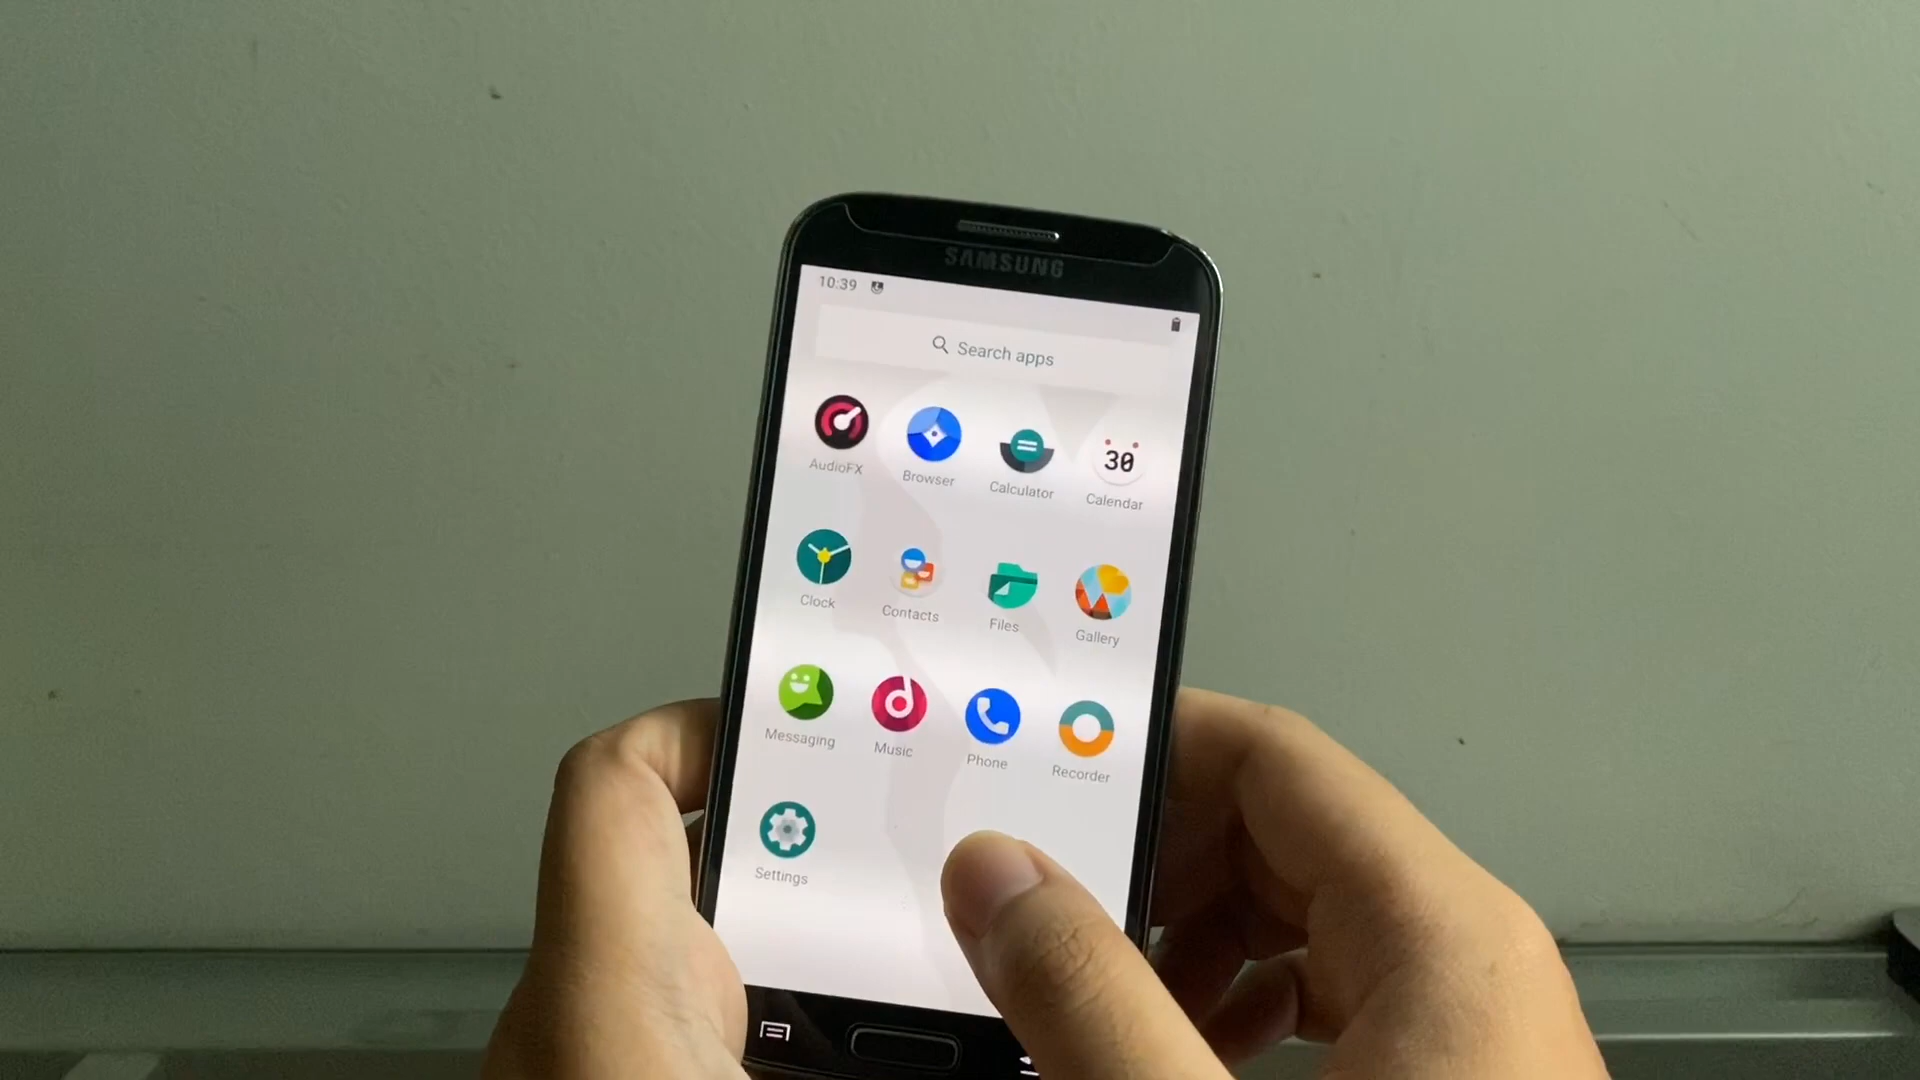 SAMSUNG
10:39
Search apps
AudioFX
Browser
Calculator
30
Calendar
Clock
Contacts
Files
Gallery
Messaging
Music
Phone
Recorder
Settings